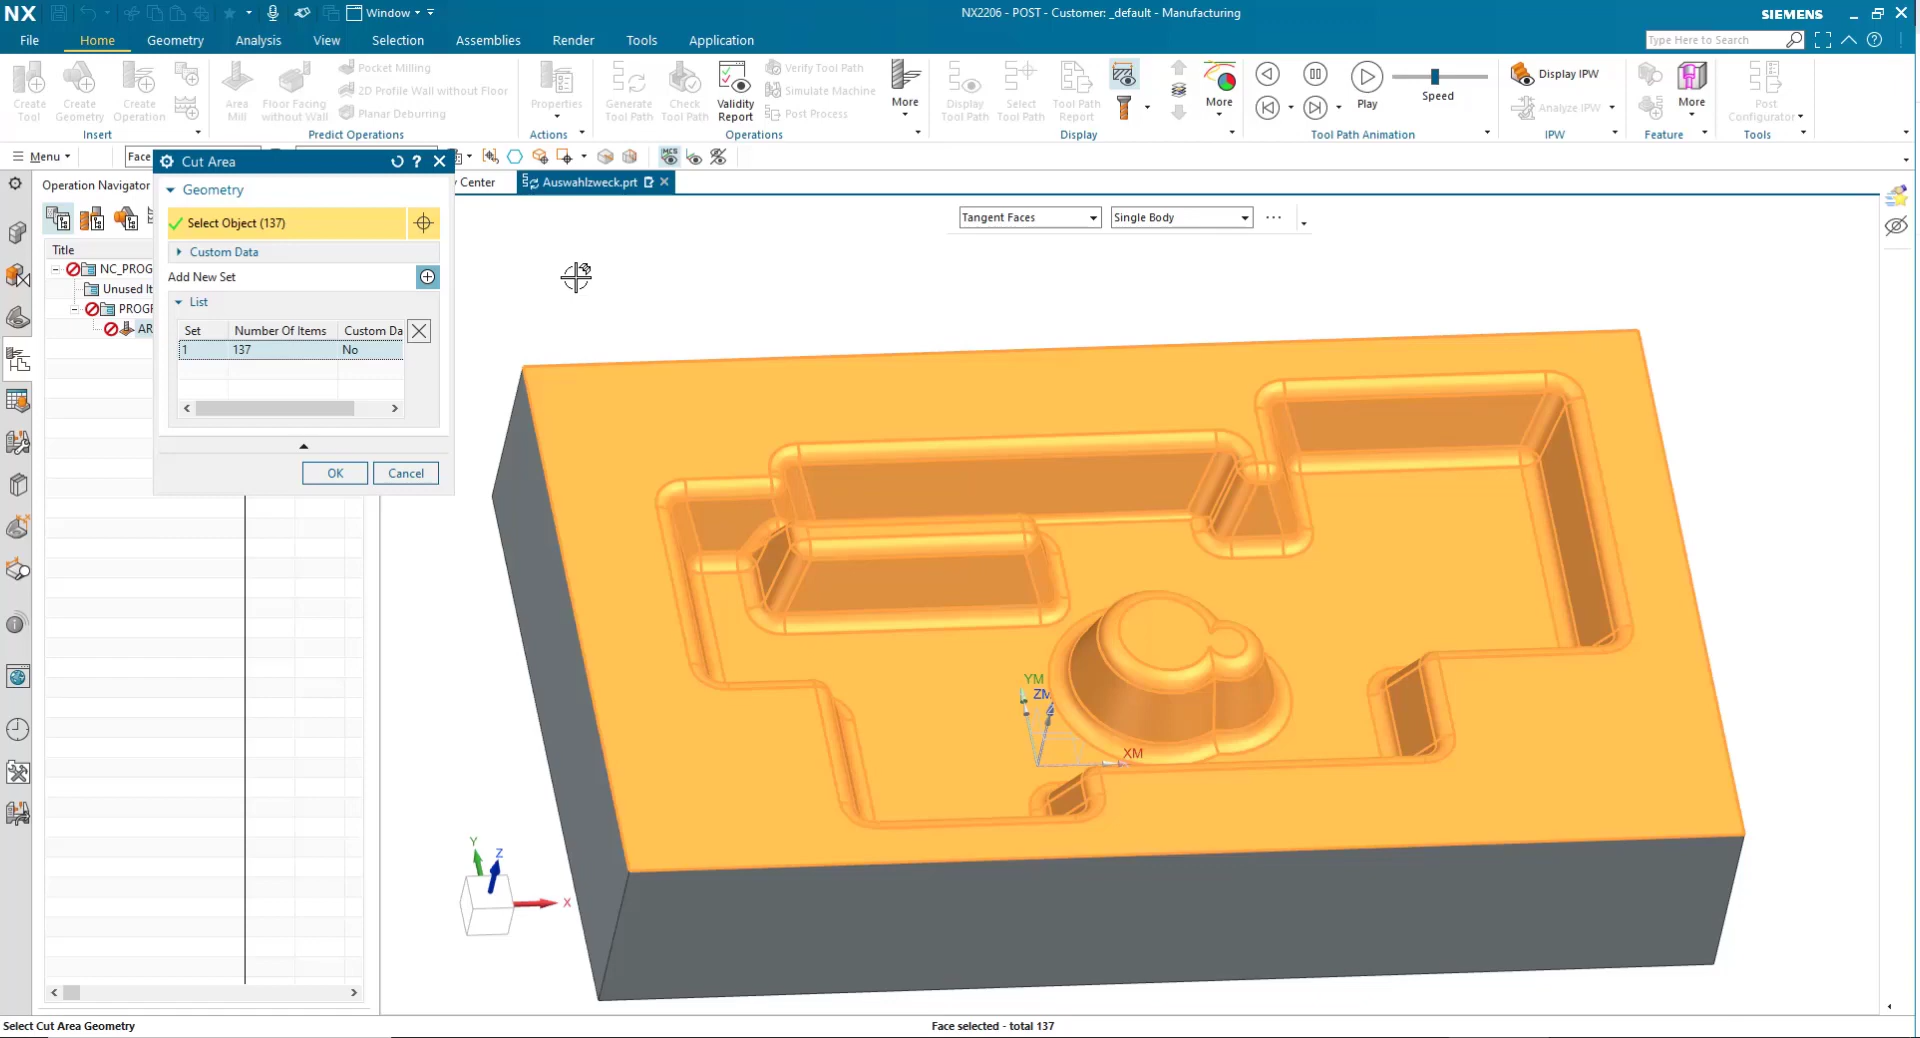 NX
Window
NX2206 - POST - Customer: _default - Manufacturing
SIEMENS
File
Home
Geometry
Analysis
View
Selection
Assemblies
Render
Tools
Application
Type Here to Search
Create Tool
Create Geometry
Create Operation
Insert
Area Mill
Floor Facing without Wall
Pocket Milling
2D Profile Wall without Floor
Planar Deburring
Predict Operations
Properties
Actions
Generate Tool Path
Check Tool Path
Validity Report
Verify Tool Path
Simulate Machine
Post Process
More
Operations
Display Tool Path
Select Tool Path
Tool Path Report
More
Display
Play
Speed
Tool Path Animation
Display IPW
Analyze IPW
IPW
More
Feature
Post Configurator
Tools
Menu
Face
Cut Area
y Center
Auswahlzweck.prt
Operation Navigator
Geometry
Select Object (137)
Custom Data
Add New Set
List
Set
Number Of Items
Custom Da
1
137
No
OK
Cancel
Title
NC_PROG
Unused It
PROGR
AR
Tangent Faces
Single Body
YM
ZM
XM
Y
Z
X
Select Cut Area Geometry
Face selected - total 137